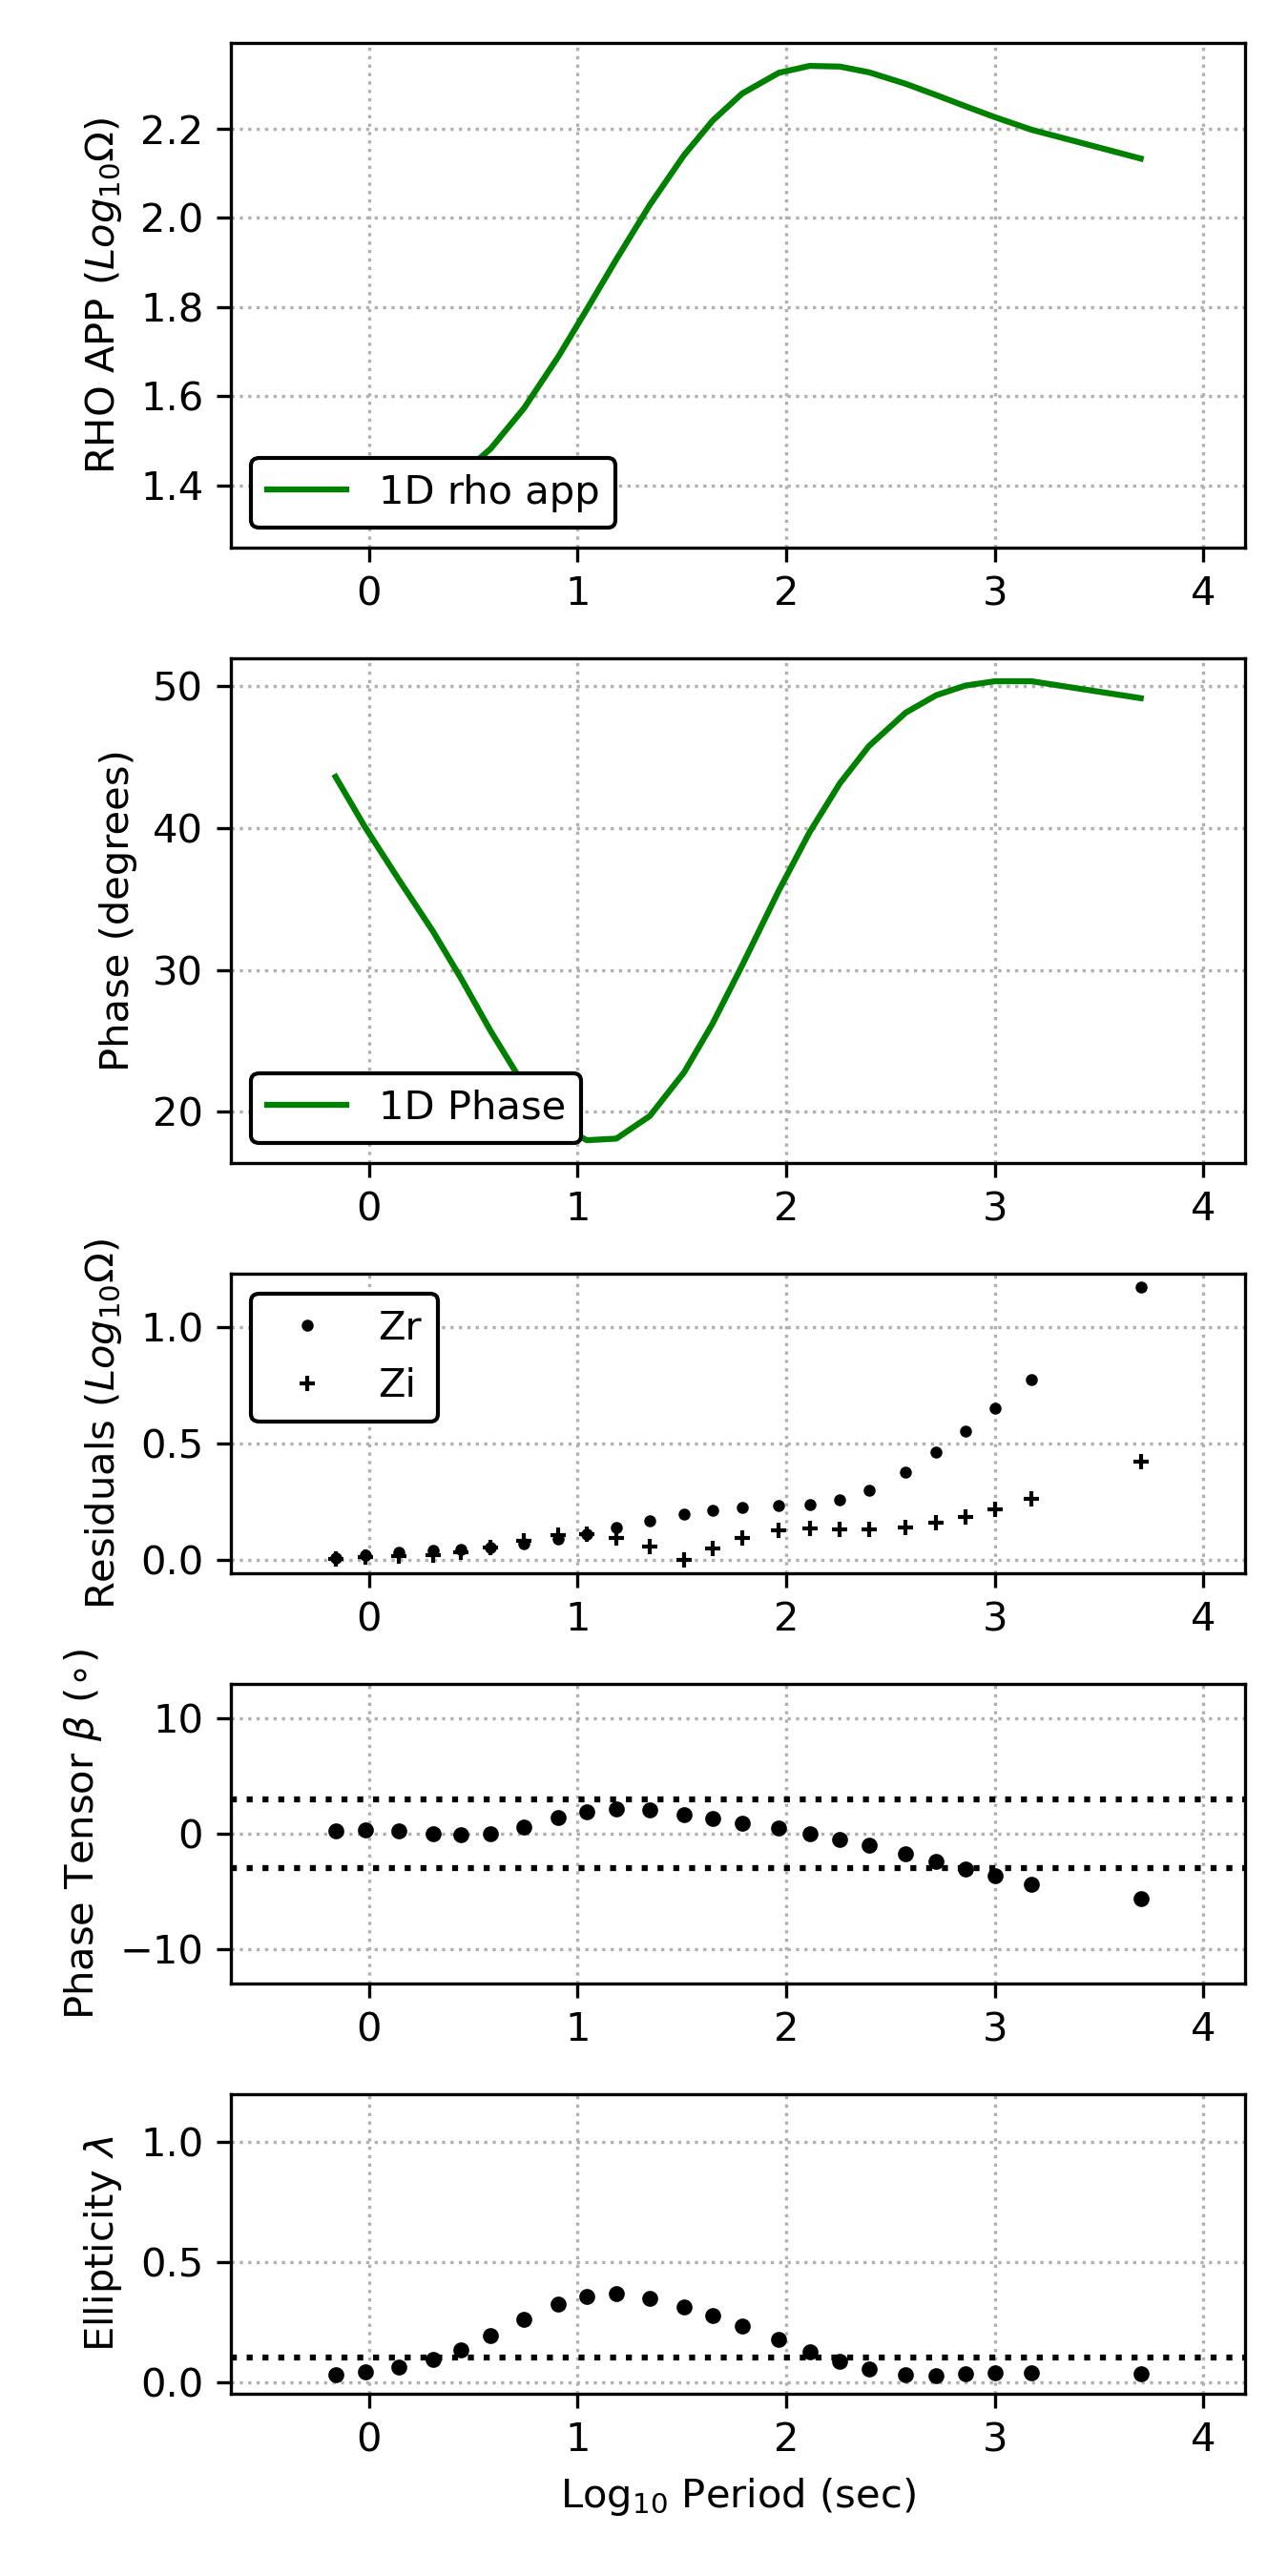 RHO APP (Log₁₀Ω)
2.2
2.0
1.8
1.6
1.4
1D rho app
0 1 2 3 4
Phase (degrees)
50
40
30
20
1D Phase
0 1 2 3 4
Residuals (Log₁₀Ω)
1.0
0.5
0.0
Zr
Zi
0 1 2 3 4
Phase Tensor β (∘)
10
0
−10
0 1 2 3 4
Ellipticity λ
1.0
0.5
0.0
0 1 2 3 4
Log₁₀ Period (sec)